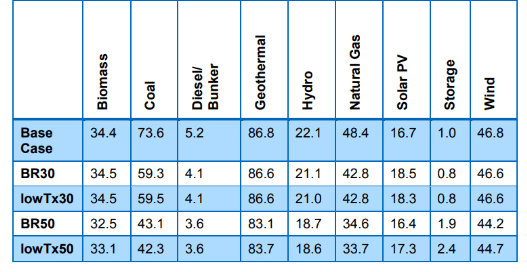 Biomass Coal Diesel/ Bunker Geothermal Hydro Natural Gas Solar PV Storage Wind
Base Case 34.4 73.6 5.2 86.8 22.1 48.4 16.7 1.0 46.8
BR30 34.5 59.3 4.1 86.6 21.1 42.8 18.5 0.8 46.6
lowTx30 34.5 59.5 4.1 86.6 21.0 42.8 18.3 0.8 46.6
BR50 32.5 43.1 3.6 83.1 18.7 34.6 16.4 1.9 44.2
lowTx50 33.1 42.3 3.6 83.7 18.6 33.7 17.3 2.4 44.7